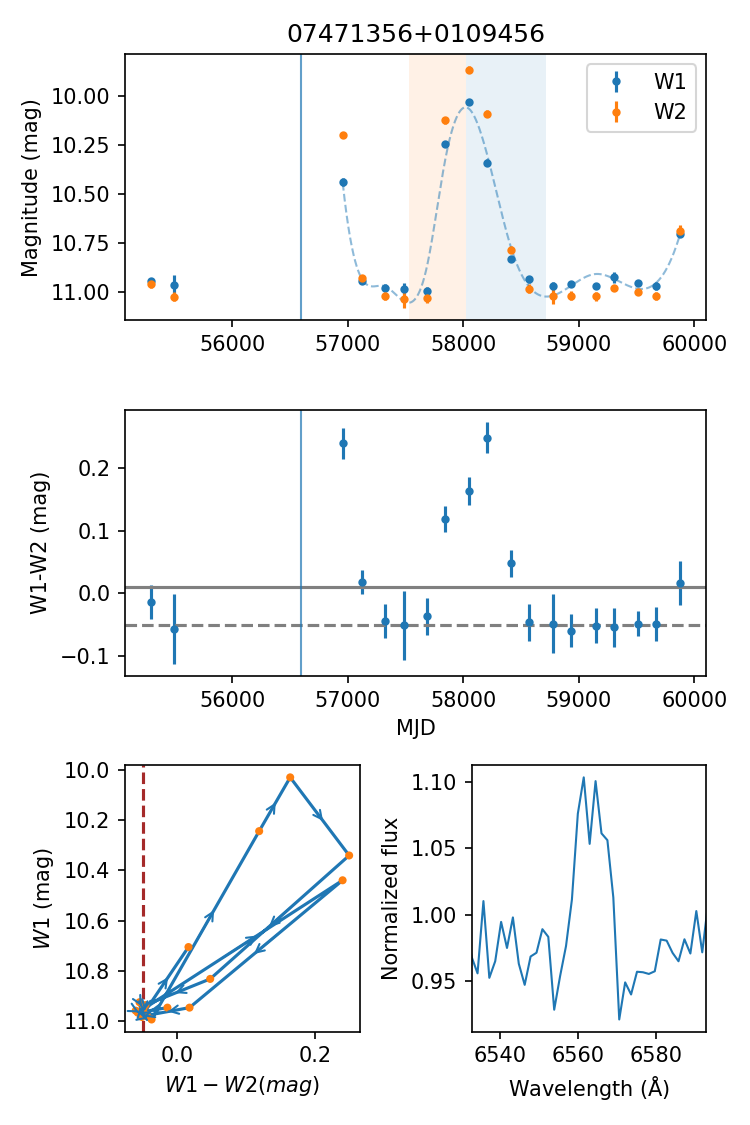 07471356+0109456
Magnitude (mag)
10.00
10.25
10.50
10.75
11.00
W1
W2
56000 57000 58000 59000 60000
W1-W2 (mag)
0.2
0.1
0.0
−0.1
56000 57000 58000 59000 60000
MJD
W1 (mag)
10.0
10.2
10.4
10.6
10.8
11.0
0.0 0.2
W1 − W2(mag)
Normalized flux
1.10
1.05
1.00
0.95
6540 6560 6580
Wavelength (Å)